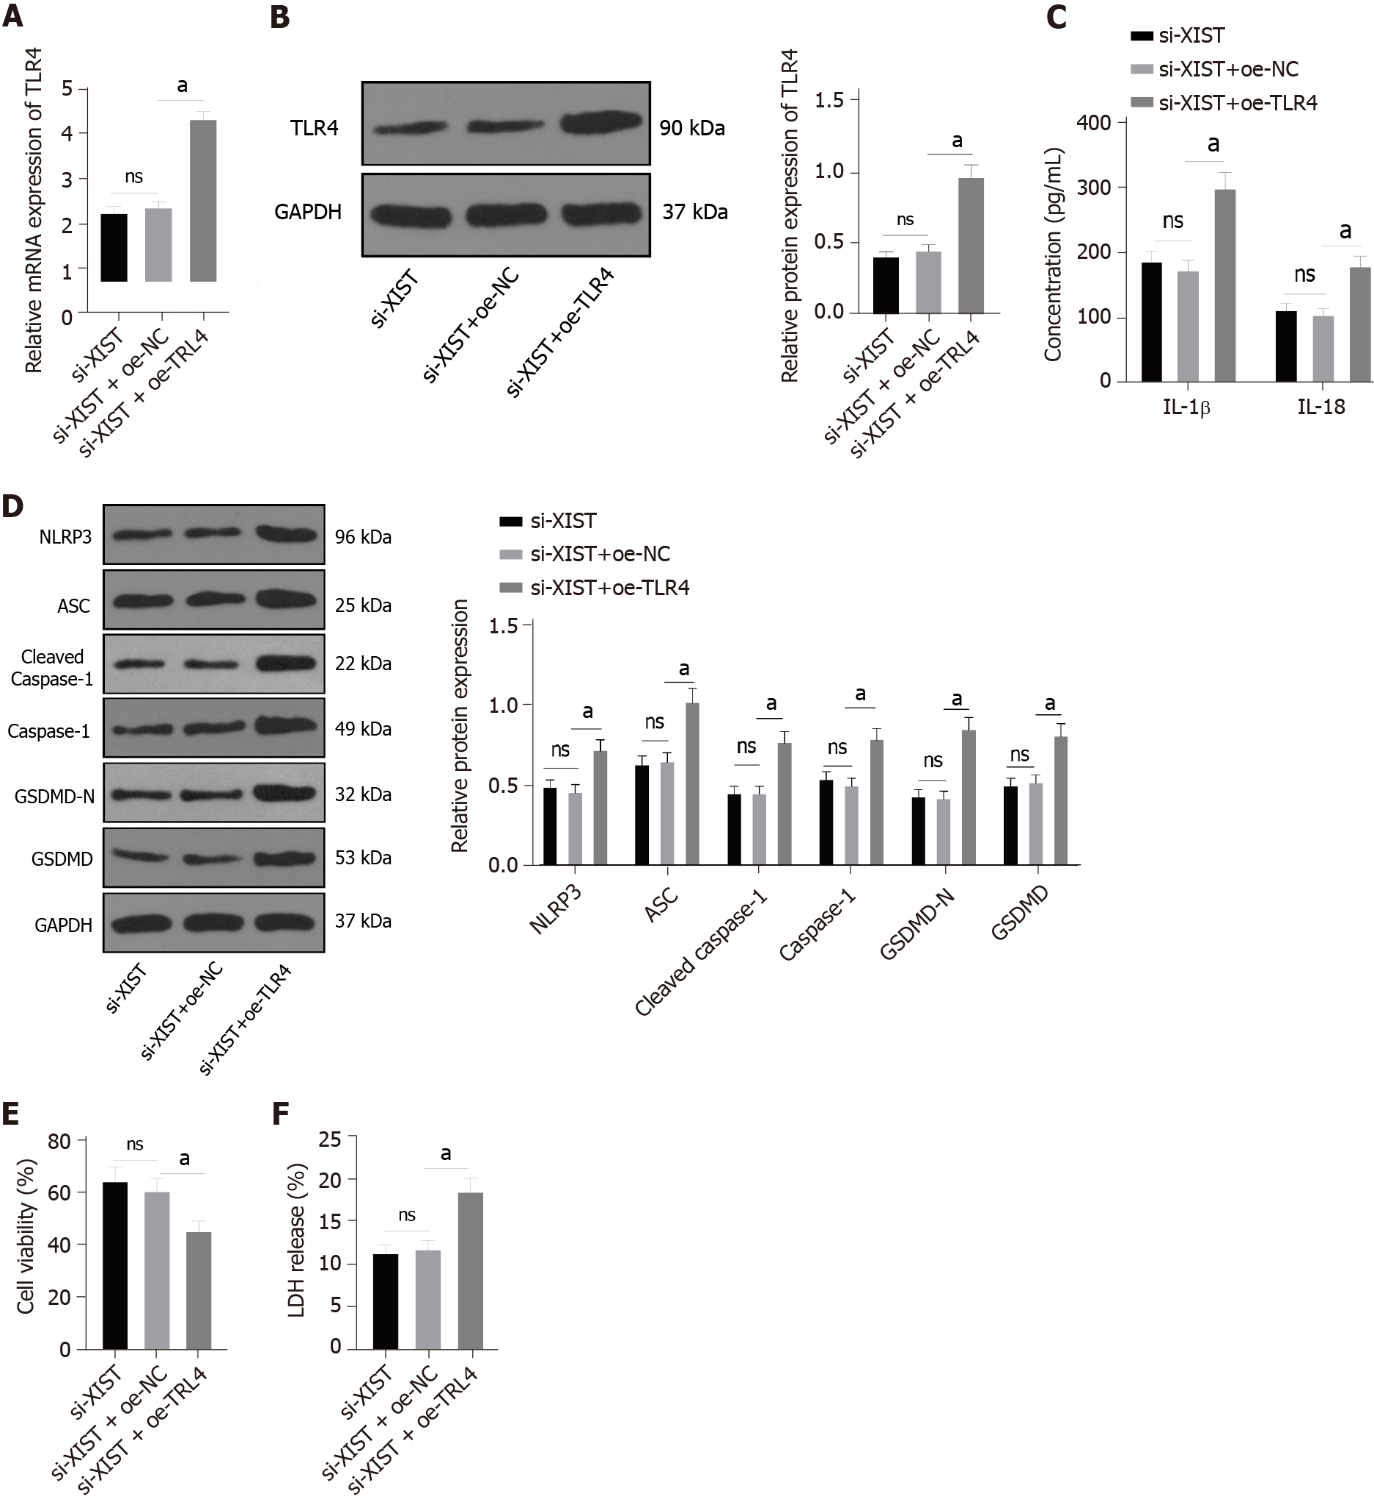 A
Relative mRNA expression of TLR4
5
4
3
2
1
0
ns
a
si-XIST
si-XIST + oe-NC
si-XIST + oe-TRL4
B
TLR4
90 kDa
GAPDH
37 kDa
si-XIST
si-XIST+oe-NC
si-XIST+oe-TLR4
Relative protein expression of TLR4
1.5
1.0
0.5
0.0
ns
a
si-XIST
si-XIST + oe-NC
si-XIST + oe-TRL4
C
si-XIST
si-XIST+oe-NC
si-XIST+oe-TLR4
Concentration (pg/mL)
400
300
200
100
0
ns
a
ns
a
IL-1β
IL-18
D
NLRP3
96 kDa
ASC
25 kDa
Cleaved
Caspase-1
22 kDa
Caspase-1
49 kDa
GSDMD-N
32 kDa
GSDMD
53 kDa
GAPDH
37 kDa
si-XIST
si-XIST+oe-NC
si-XIST+oe-TLR4
si-XIST
si-XIST+oe-NC
si-XIST+oe-TLR4
Relative protein expression
1.5
1.0
0.5
0.0
ns
a
ns
a
ns
a
ns
a
ns
a
ns
a
NLRP3
ASC
Cleaved caspase-1
Caspase-1
GSDMD-N
GSDMD
E
Cell viability (%)
80
60
40
20
0
ns
a
si-XIST
si-XIST + oe-NC
si-XIST + oe-TRL4
F
LDH release (%)
25
20
15
10
5
0
ns
a
si-XIST
si-XIST + oe-NC
si-XIST + oe-TRL4